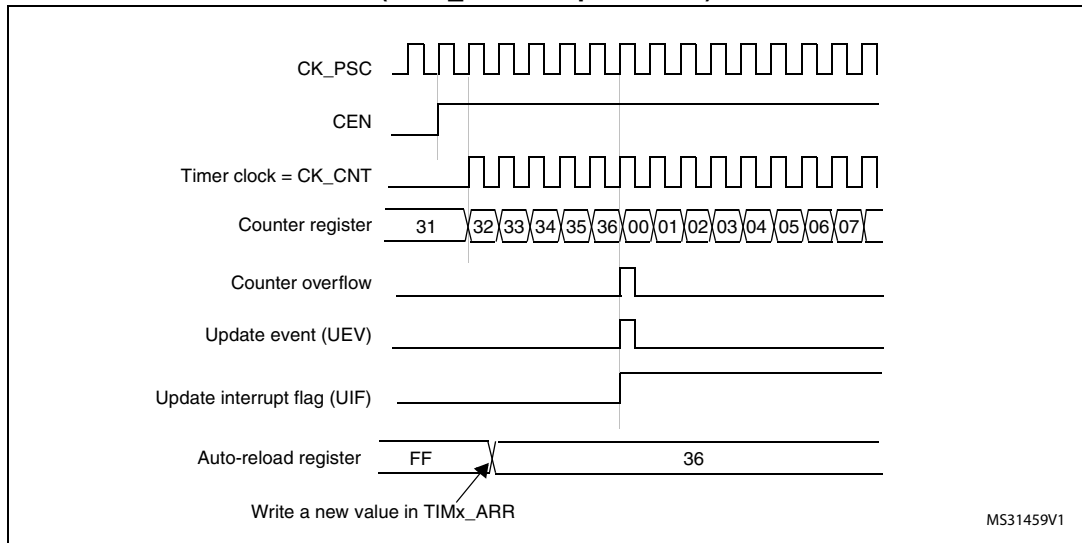 CK_PSC
CEN
Timer clock = CK_CNT
Counter register 31 32 33 34 35 36 00 01 02 03 04 05 06 07
Counter overflow
Update event (UEV)
Update interrupt flag (UIF)
Auto-reload register FF 36
Write a new value in TIMx_ARR
MS31459V1